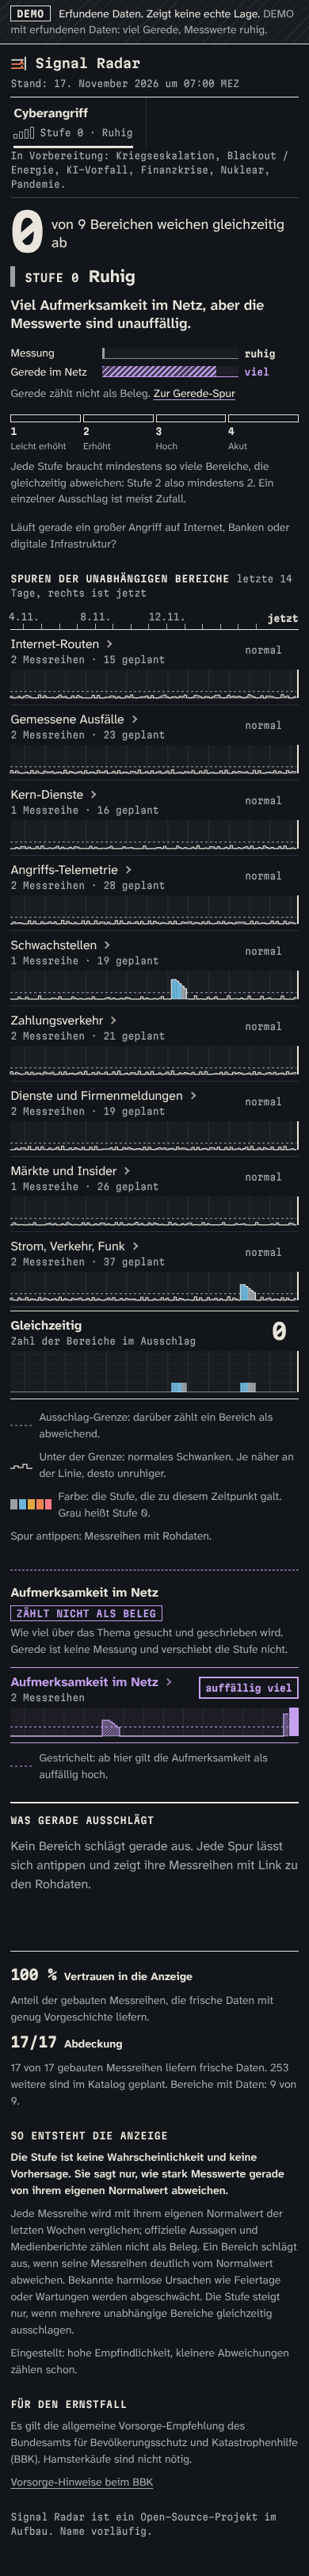 DEMO Erfundene Daten. Zeigt keine echte Lage. DEMO
mit erfundenen Daten: viel Gerede, Messwerte ruhig.
Signal Radar
Stand: 17. November 2026 um 07:00 MEZ
Cyberangriff
Stufe 0 · Ruhig
In Vorbereitung: Kriegseskalation, Blackout /
Energie, KI-Vorfall, Finanzkrise, Nuklear,
Pandemie.
0 von 9 Bereichen weichen gleichzeitig
ab
STUFE 0 Ruhig
Viel Aufmerksamkeit im Netz, aber die
Messwerte sind unauffällig.
Messung ruhig
Gerede im Netz viel
Gerede zählt nicht als Beleg. Zur Gerede-Spur
1 2 3 4
Leicht erhöht Erhöht Hoch Akut
Jede Stufe braucht mindestens so viele Bereiche, die
gleichzeitig abweichen: Stufe 2 also mindestens 2. Ein
einzelner Ausschlag ist meist Zufall.
Läuft gerade ein großer Angriff auf Internet, Banken oder
digitale Infrastruktur?
SPUREN DER UNABHÄNGIGEN BEREICHE letzte 14
Tage, rechts ist jetzt
4.11. 8.11. 12.11. jetzt
Internet-Routen > normal
2 Messreihen · 15 geplant
Gemessene Ausfälle > normal
2 Messreihen · 23 geplant
Kern-Dienste > normal
1 Messreihe · 16 geplant
Angriffs-Telemetrie > normal
2 Messreihen · 28 geplant
Schwachstellen > normal
1 Messreihe · 19 geplant
Zahlungsverkehr > normal
2 Messreihen · 21 geplant
Dienste und Firmenmeldungen > normal
2 Messreihen · 19 geplant
Märkte und Insider > normal
1 Messreihe · 26 geplant
Strom, Verkehr, Funk > normal
2 Messreihen · 37 geplant
Gleichzeitig 0
Zahl der Bereiche im Ausschlag
Ausschlag-Grenze: darüber zählt ein Bereich als
abweichend.
Unter der Grenze: normales Schwanken. Je näher an
der Linie, desto unruhiger.
Farbe: die Stufe, die zu diesem Zeitpunkt galt.
Grau heißt Stufe 0.
Spur antippen: Messreihen mit Rohdaten.
Aufmerksamkeit im Netz
ZÄHLT NICHT ALS BELEG
Wie viel über das Thema gesucht und geschrieben wird.
Gerede ist keine Messung und verschiebt die Stufe nicht.
Aufmerksamkeit im Netz > auffällig viel
2 Messreihen
Gestrichelt: ab hier gilt die Aufmerksamkeit als
auffällig hoch.
WAS GERADE AUSSCHLÄGT
Kein Bereich schlägt gerade aus. Jede Spur lässt
sich antippen und zeigt ihre Messreihen mit Link zu
den Rohdaten.
100 % Vertrauen in die Anzeige
Anteil der gebauten Messreihen, die frische Daten mit
genug Vorgeschichte liefern.
17/17 Abdeckung
17 von 17 gebauten Messreihen liefern frische Daten. 253
weitere sind im Katalog geplant. Bereiche mit Daten: 9 von
9.
SO ENTSTEHT DIE ANZEIGE
Die Stufe ist keine Wahrscheinlichkeit und keine
Vorhersage. Sie sagt nur, wie stark Messwerte gerade
von ihrem eigenen Normalwert abweichen.
Jede Messreihe wird mit ihrem eigenen Normalwert der
letzten Wochen verglichen; offizielle Aussagen und
Medienberichte zählen nicht als Beleg. Ein Bereich schlägt
aus, wenn seine Messreihen deutlich vom Normalwert
abweichen. Bekannte harmlose Ursachen wie Feiertage
oder Wartungen werden abgeschwächt. Die Stufe steigt
nur, wenn mehrere unabhängige Bereiche gleichzeitig
ausschlagen.
Eingestellt: hohe Empfindlichkeit, kleinere Abweichungen
zählen schon.
FÜR DEN ERNSTFALL
Es gilt die allgemeine Vorsorge-Empfehlung des
Bundesamts für Bevölkerungsschutz und Katastrophenhilfe
(BBK). Hamsterkäufe sind nicht nötig.
Vorsorge-Hinweise beim BBK
Signal Radar ist ein Open-Source-Projekt im
Aufbau. Name vorläufig.